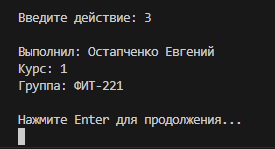 Введите действие: 3
Выполнил: Остапченко Евгений
Курс: 1
Группа: ФИТ-221
Нажмите Enter для продолжения...